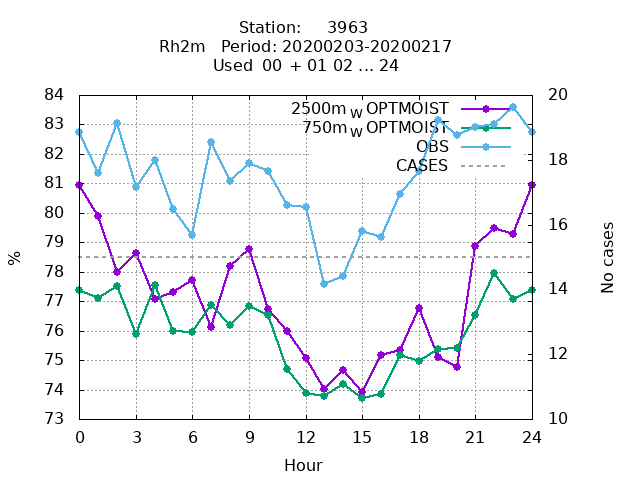 Station: 3963
Rh2m Period: 20200203-20200217
Used 00 + 01 02 ... 24
84
83
82
81
80
79
78
77
76
75
74
73
%
20
18
16
14
12
10
No cases
2500m W OPTMOIST
750m W OPTMOIST
OBS
CASES
0 3 6 9 12 15 18 21 24
Hour